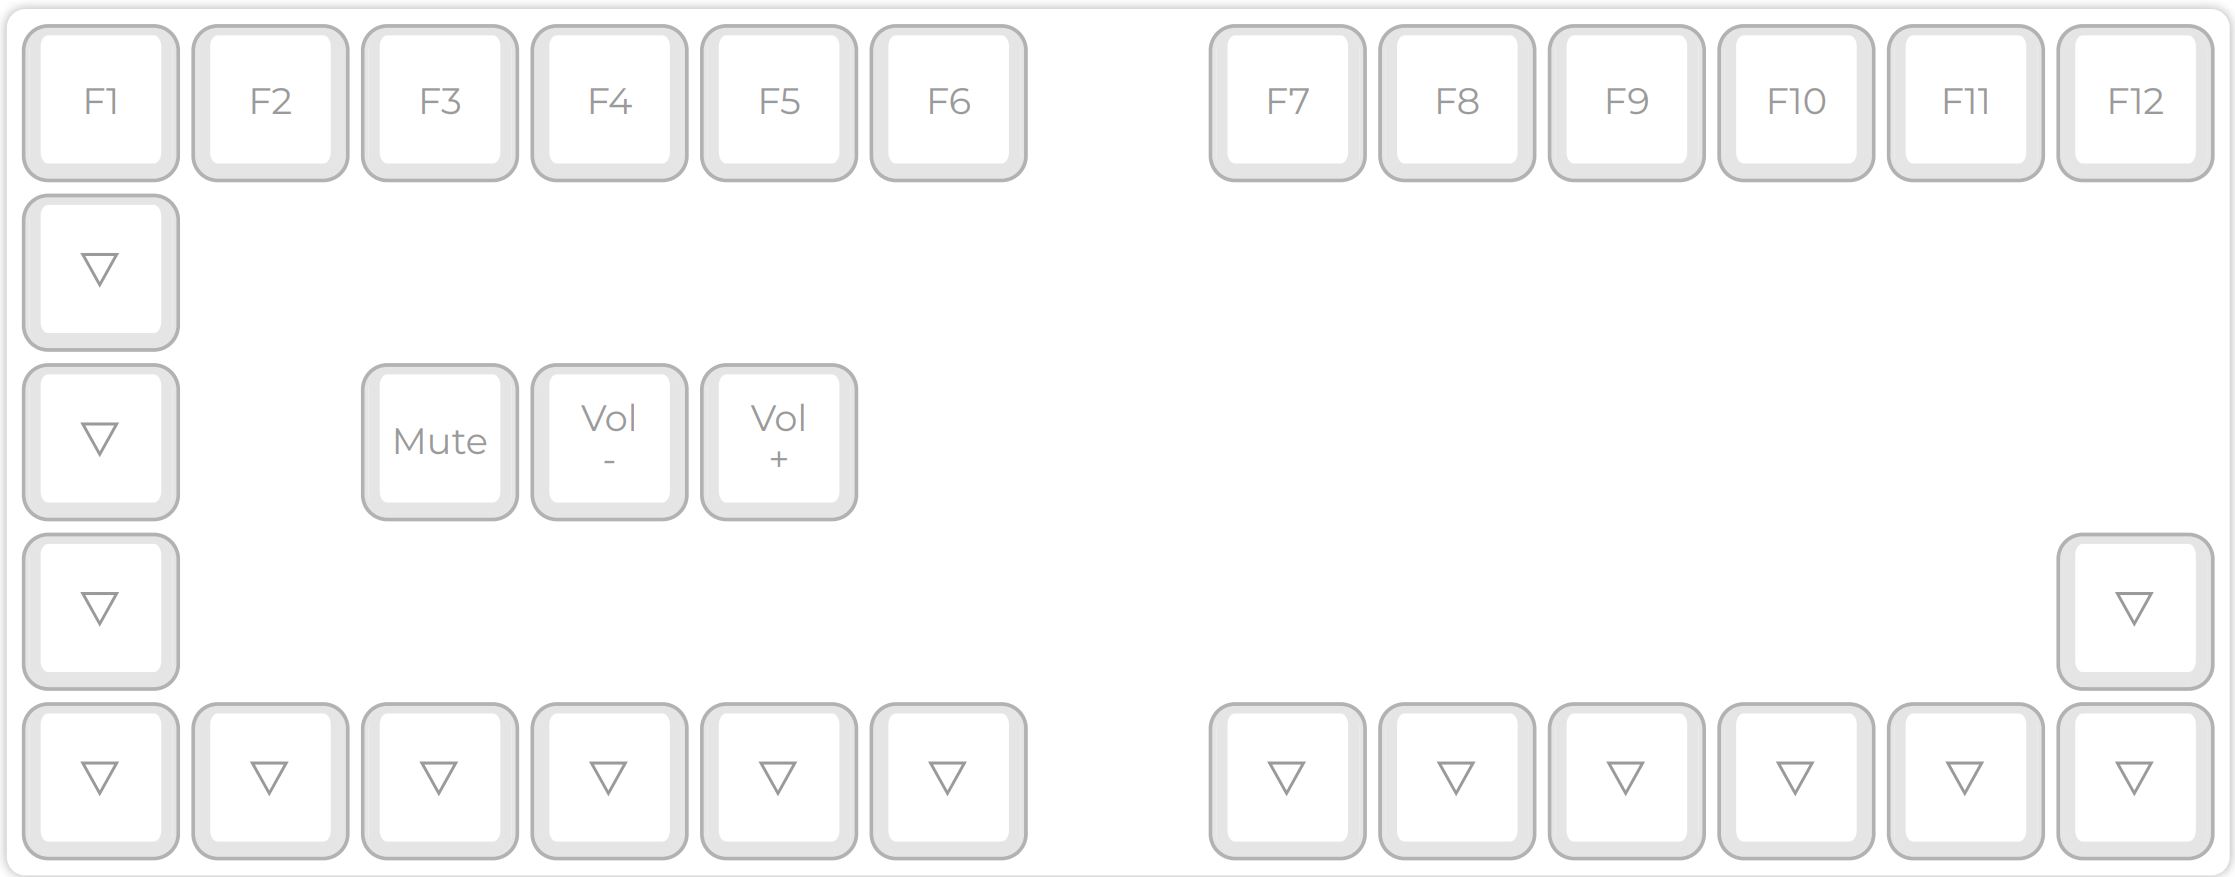 F1 F2 F3 F4 F5 F6 F7 F8 F9 F10 F11 F12
▽
▽ Mute Vol - Vol +
▽ ▽
▽ ▽ ▽ ▽ ▽ ▽ ▽ ▽ ▽ ▽ ▽ ▽